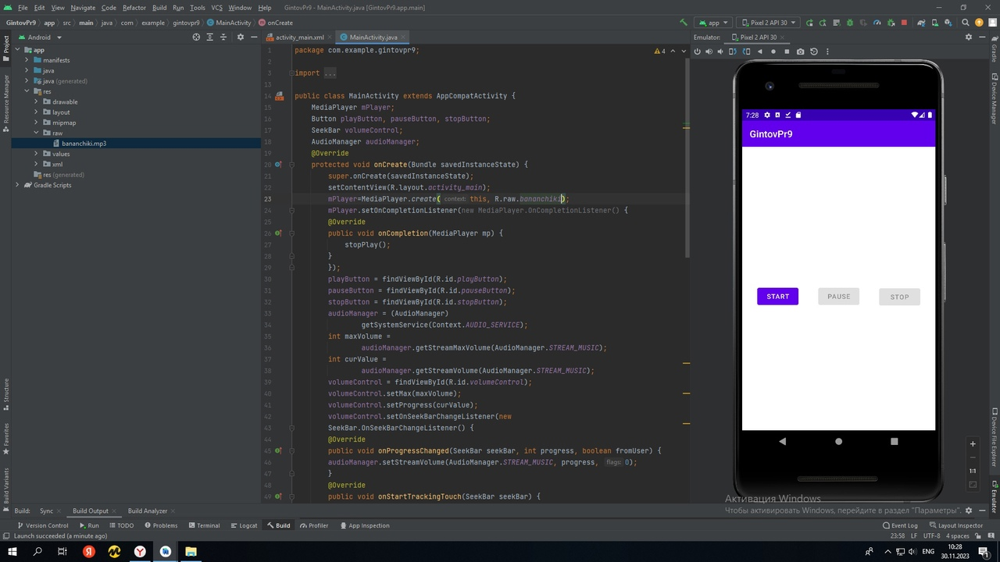 File Edit View Navigate Code Refactor Build Run Tools VCS Window Help GintovPr9 - MainActivity.java [GintovPr9.app.main]
GintovPr9 app src main java com example gintovpr9 MainActivity onCreate app Pixel 2 API 30
Project
Android
activity_main.xml
MainActivity.java
Emulator: Pixel 2 API 30
Gradle
Resource Manager
Device Manager
app
manifests
java
java (generated)
res
drawable
layout
mipmap
raw
bananchiki.mp3
values
xml
res (generated)
Gradle Scripts
4
1 package com.example.gintovpr9;
2
3 import ...
13
14 public class MainActivity extends AppCompatActivity {
15 MediaPlayer mPlayer;
16 Button playButton, pauseButton, stopButton;
17 SeekBar volumeControl;
18 AudioManager audioManager;
19 @Override
20 protected void onCreate(Bundle savedInstanceState) {
21 super.onCreate(savedInstanceState);
22 setContentView(R.layout.activity_main);
23 mPlayer=MediaPlayer.create( context: this, R.raw.bananchiki);
24 mPlayer.setOnCompletionListener(new MediaPlayer.OnCompletionListener() {
25 @Override
26 public void onCompletion(MediaPlayer mp) {
27 stopPlay();
28 }
29 });
30 playButton = findViewById(R.id.playButton);
31 pauseButton = findViewById(R.id.pauseButton);
32 stopButton = findViewById(R.id.stopButton);
33 audioManager = (AudioManager)
34 getSystemService(Context.AUDIO_SERVICE);
35 int maxVolume =
36 audioManager.getStreamMaxVolume(AudioManager.STREAM_MUSIC);
37 int curValue =
38 audioManager.getStreamVolume(AudioManager.STREAM_MUSIC);
39 volumeControl = findViewById(R.id.volumeControl);
40 volumeControl.setMax(maxVolume);
41 volumeControl.setProgress(curValue);
42 volumeControl.setOnSeekBarChangeListener(new
43 SeekBar.OnSeekBarChangeListener() {
44 @Override
45 public void onProgressChanged(SeekBar seekBar, int progress, boolean fromUser) {
46 audioManager.setStreamVolume(AudioManager.STREAM_MUSIC, progress, flags: 0);
47 }
48 @Override
49 public void onStartTrackingTouch(SeekBar seekBar) {
7:28
GintovPr9
START PAUSE STOP
1:1
Structure
Favorites
Build Variants
Device File Explorer
Emulator
Активация Windows
Чтобы активировать Windows, перейдите в раздел "Параметры".
Build: Sync Build Output Build Analyzer
Version Control Run TODO Problems Terminal Logcat Build Profiler App Inspection Event Log Layout Inspector
Launch succeeded (a minute ago) 23:58 LF UTF-8 4 spaces
ENG 10:28
30.11.2023
1